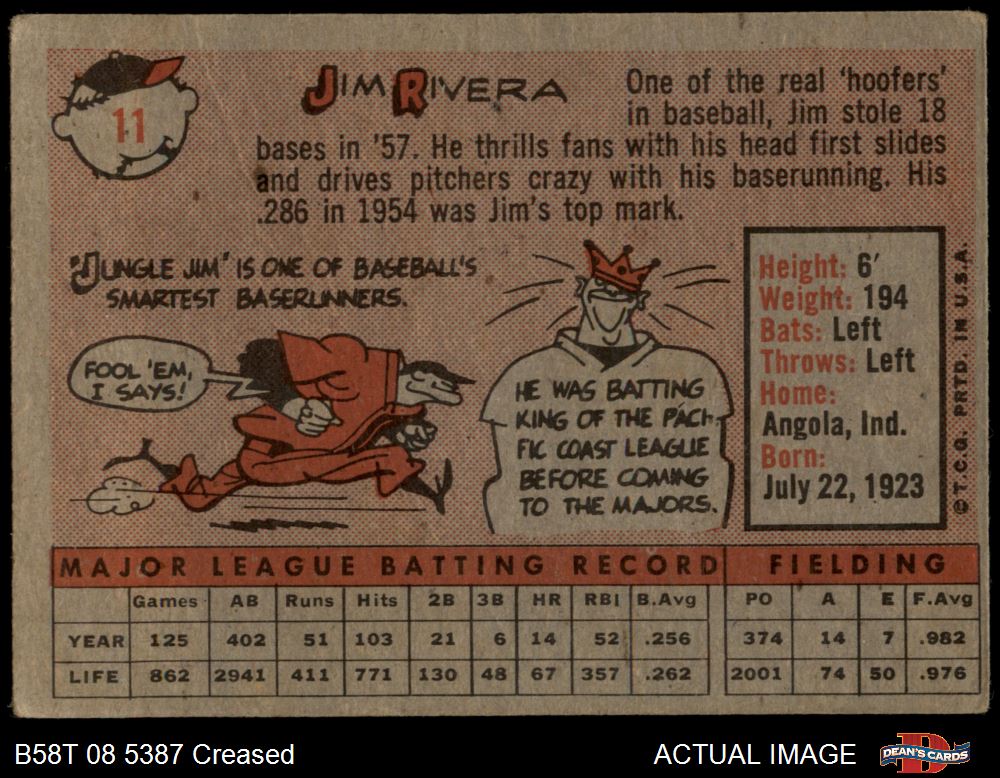 11
JIM RIVERA
One of the real 'hoofers'
in baseball, Jim stole 18
bases in '57. He thrills fans with his head first slides
and drives pitchers crazy with his baserunning. His
.286 in 1954 was Jim's top mark.
"JUNGLE JIM" IS ONE OF BASEBALL'S
SMARTEST BASERUNNERS.
FOOL 'EM,
I SAYS!
HE WAS BATTING
KING OF THE PACI-
FIC COAST LEAGUE
BEFORE COMING
TO THE MAJORS.
Height: 6'
Weight: 194
Bats: Left
Throws: Left
Home:
Angola, Ind.
Born:
July 22, 1923
© T.C.G. PRTD. IN U.S.A.
MAJOR LEAGUE BATTING RECORD FIELDING
Games AB Runs Hits 2B 3B HR RBI B.Avg PO A E F.Avg
YEAR 125 402 51 103 21 6 14 52 .256 374 14 7 .982
LIFE 862 2941 411 771 130 48 67 357 .262 2001 74 50 .976
B58T 08 5387 Creased ACTUAL IMAGE
DEAN'S CARDS